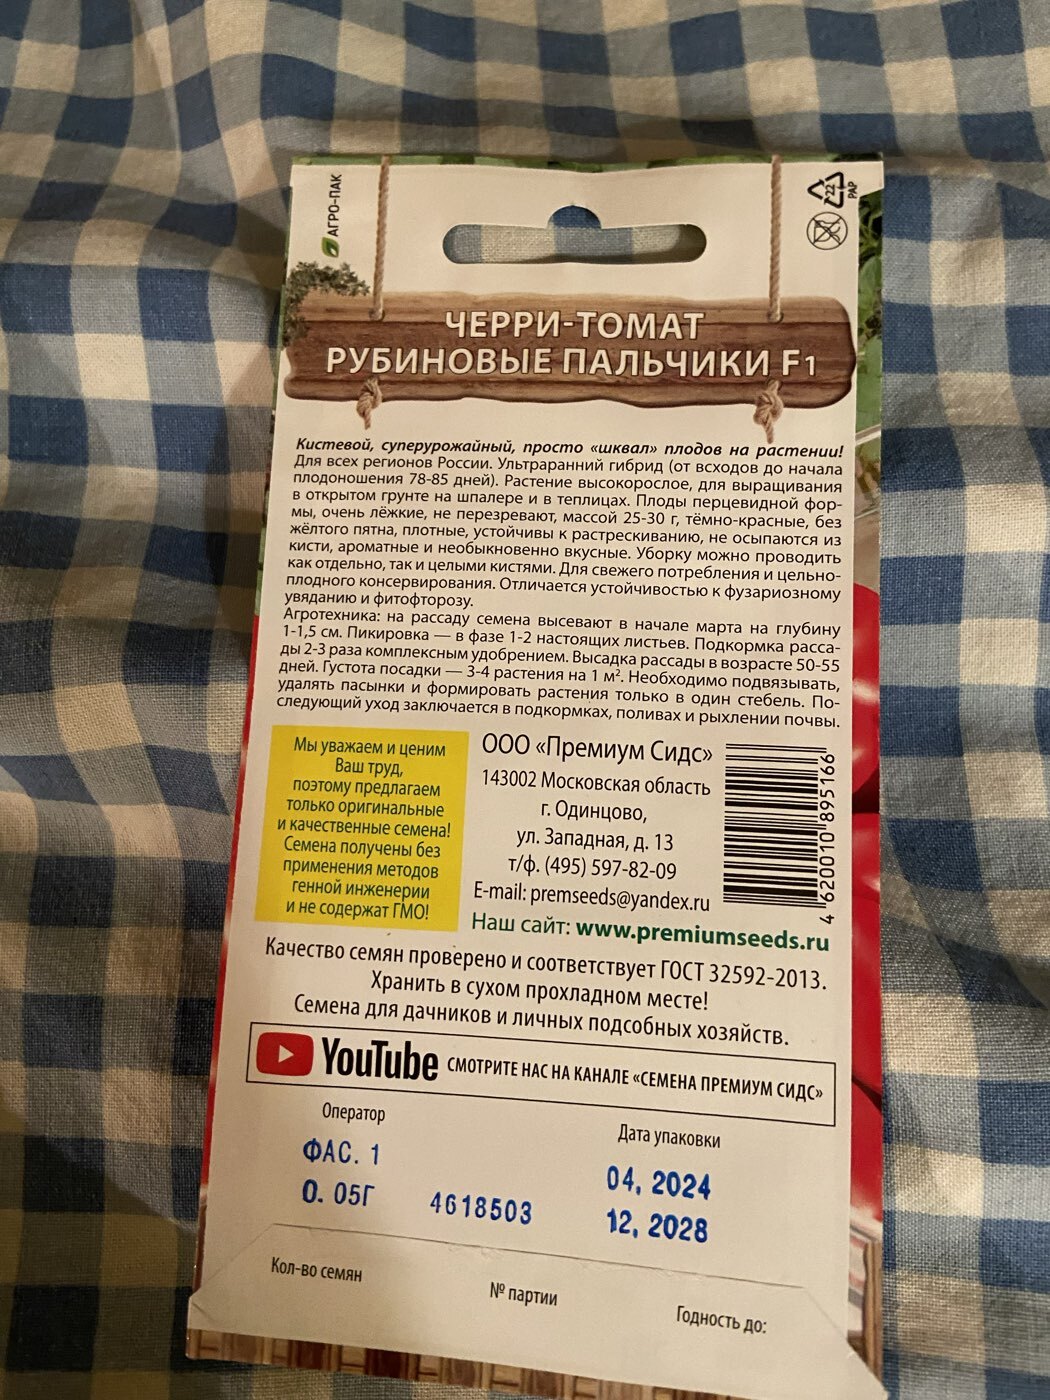 АГРО-ПАК
22
PAP
ЧЕРРИ-ТОМАТ
РУБИНОВЫЕ ПАЛЬЧИКИ F1
Кистевой, суперурожайный, просто «шквал» плодов на растении!
Для всех регионов России. Ультраранний гибрид (от всходов до начала
плодоношения 78-85 дней). Растение высокорослое, для выращивания
в открытом грунте на шпалере и в теплицах. Плоды перцевидной фор-
мы, очень лёжкие, не перезревают, массой 25-30 г, тёмно-красные, без
жёлтого пятна, плотные, устойчивы к растрескиванию, не осыпаются из
кисти, ароматные и необыкновенно вкусные. Уборку можно проводить
как отдельно, так и целыми кистями. Для свежего потребления и цельно-
плодного консервирования. Отличается устойчивостью к фузариозному
увяданию и фитофторозу.
Агротехника: на рассаду семена высевают в начале марта на глубину
1-1,5 см. Пикировка — в фазе 1-2 настоящих листьев. Подкормка расса-
ды 2-3 раза комплексным удобрением. Высадка рассады в возрасте 50-55
дней. Густота посадки — 3-4 растения на 1 м². Необходимо подвязывать,
удалять пасынки и формировать растения только в один стебель. По-
следующий уход заключается в подкормках, поливах и рыхлении почвы.
Мы уважаем и ценим
Ваш труд,
поэтому предлагаем
только оригинальные
и качественные семена!
Семена получены без
применения методов
генной инженерии
и не содержат ГМО!
ООО «Премиум Сидс»
143002 Московская область
г. Одинцово,
ул. Западная, д. 13
т/ф. (495) 597-82-09
E-mail: premseeds@yandex.ru
Наш сайт: www.premiumseeds.ru
4 620010 895166
Качество семян проверено и соответствует ГОСТ 32592-2013.
Хранить в сухом прохладном месте!
Семена для дачников и личных подсобных хозяйств.
YouTube СМОТРИТЕ НАС НА КАНАЛЕ «СЕМЕНА ПРЕМИУМ СИДС»
Оператор
Дата упаковки
ФАС. 1
04, 2024
0. 05Г
4618503
12, 2028
Кол-во семян
№ партии
Годность до: